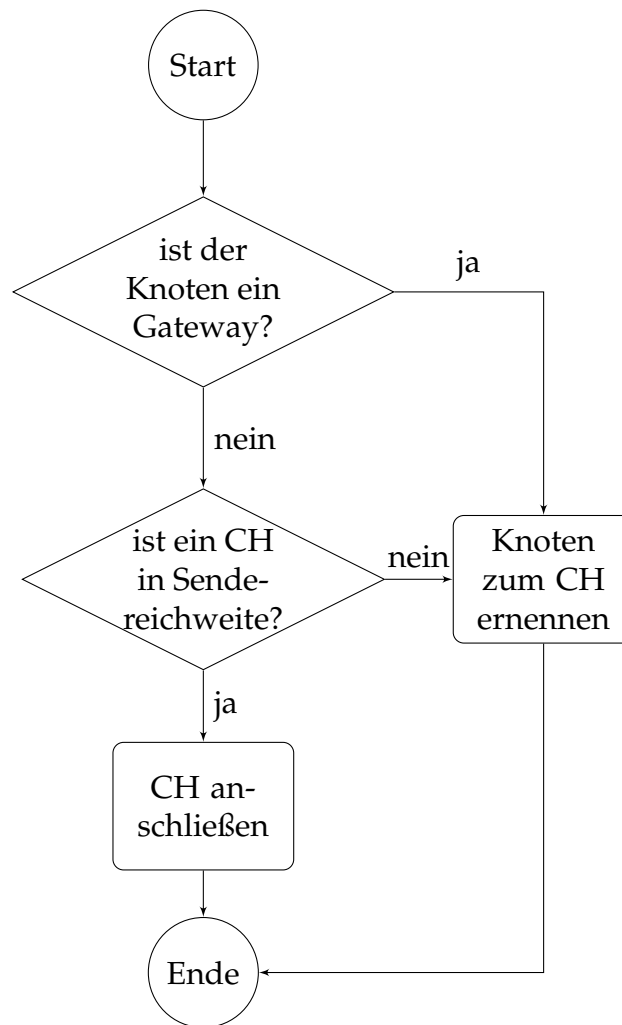 Start
ist der
Knoten ein
Gateway?
ja
nein
ist ein CH
in Sende-
reichweite?
nein
Knoten
zum CH
ernennen
ja
CH an-
schließen
Ende